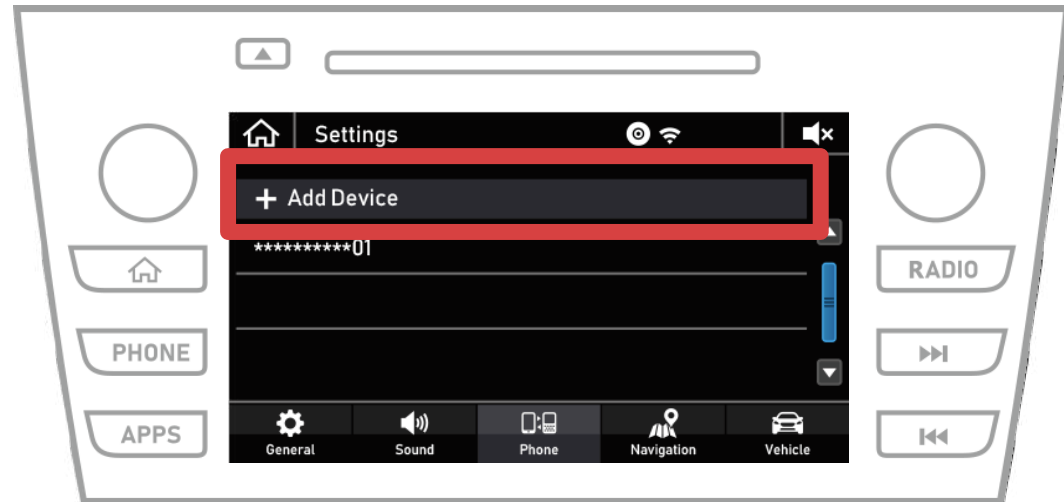 Settings
+ Add Device
**********01
RADIO
PHONE
APPS
General Sound Phone Navigation Vehicle